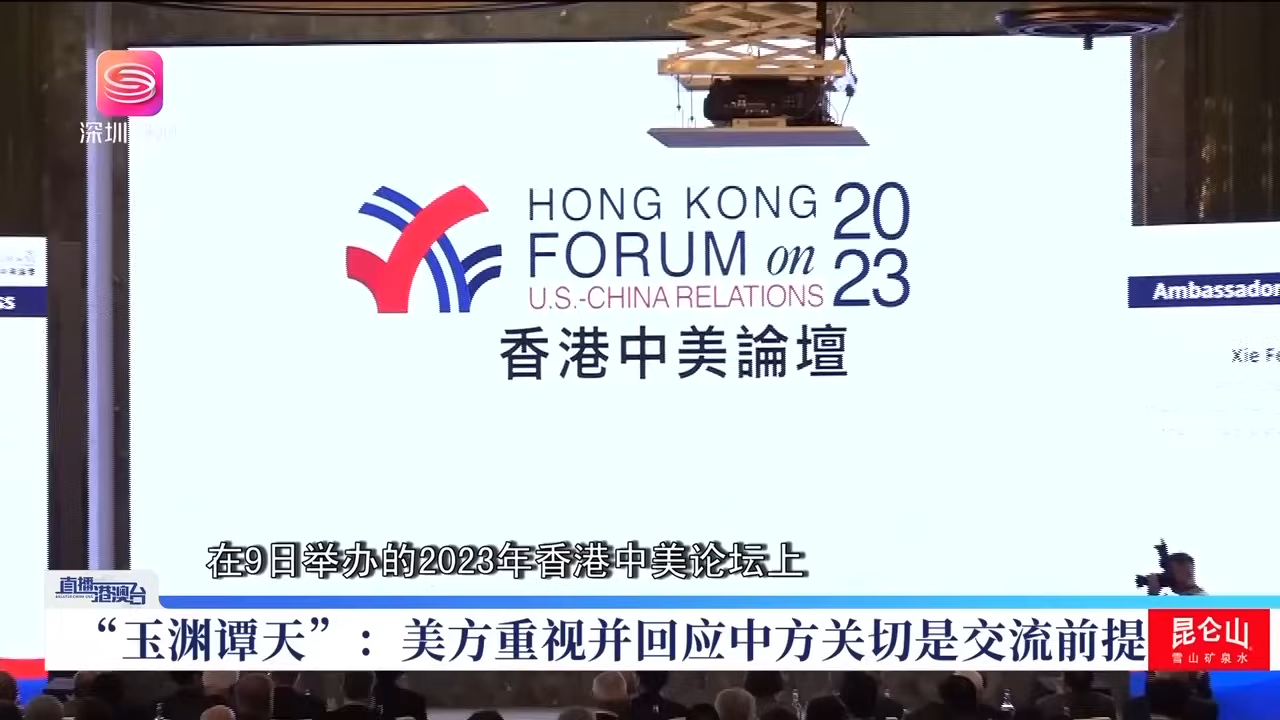 深圳
HONG KONG
FORUM on
U.S.-CHINA RELATIONS
2023
香港中美論壇
Ambassador
Xie
在9日举办的2023年香港中美论坛上
直播港澳台
“玉渊谭天”：美方重视并回应中方关切是交流前提
昆仑山
雪山矿泉水